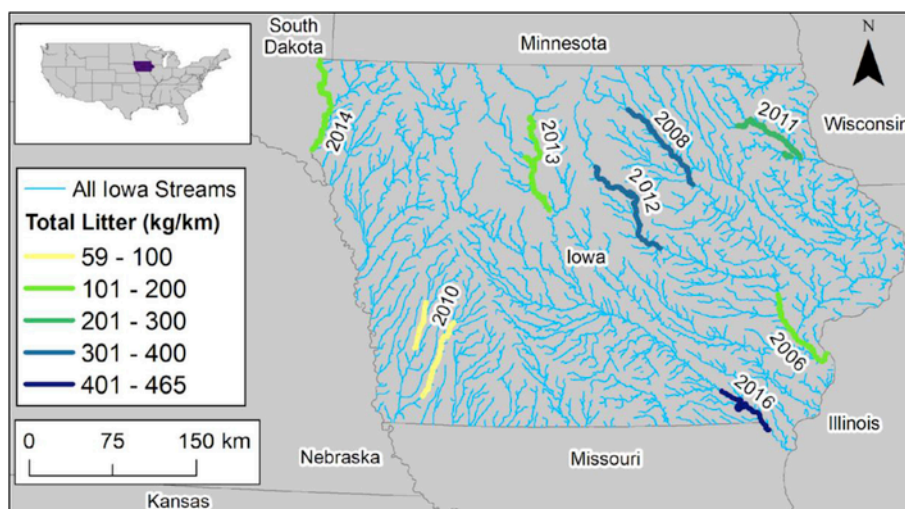 South
Dakota
Minnesota
N
2014
2013
2008
2011
Wisconsin
All Iowa Streams
Total Litter (kg/km)
59 - 100
101 - 200
201 - 300
301 - 400
401 - 465
2012
Iowa
2010
2006
2016
0 75 150 km
Nebraska
Missouri
Illinois
Kansas